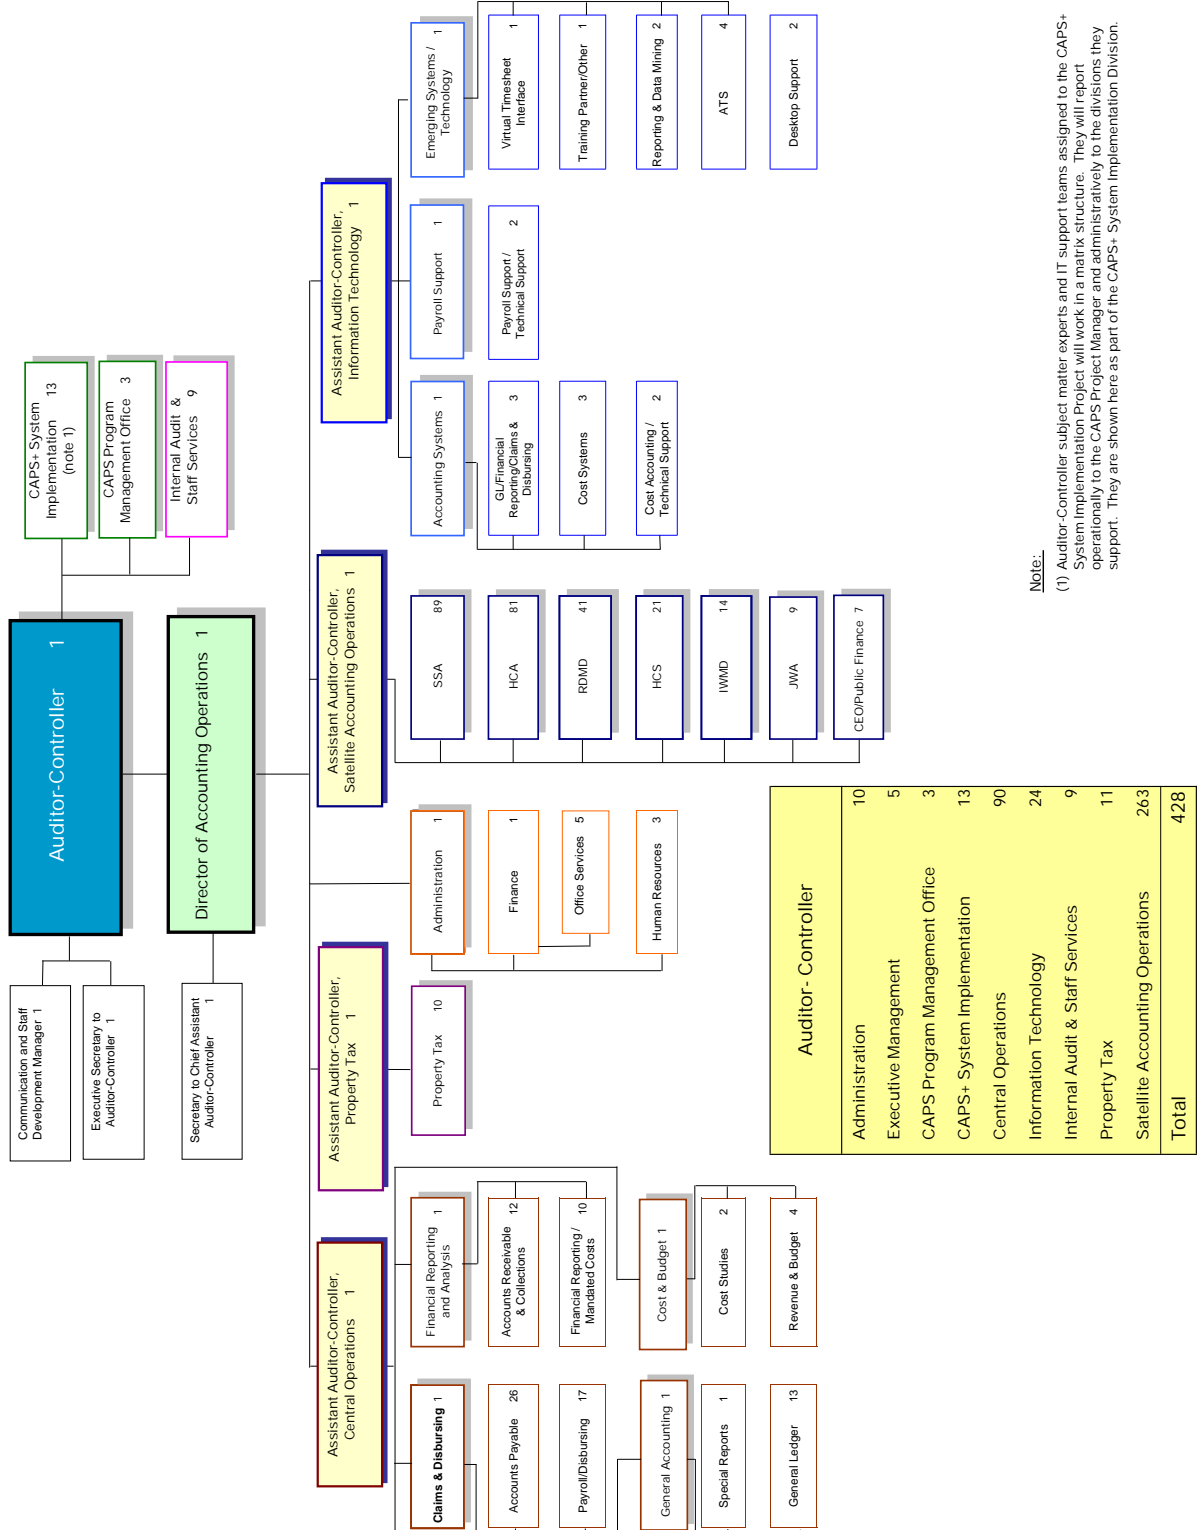 Auditor-Controller 1
Communication and Staff
Development Manager 1
Executive Secretary to
Auditor-Controller 1
CAPS+ System
Implementation 13
(note 1)
CAPS Program
Management Office 3
Internal Audit &
Staff Services 9
Director of Accounting Operations 1
Secretary to Chief Assistant
Auditor-Controller 1
Assistant Auditor-Controller,
Central Operations 1
Claims & Disbursing 1
Accounts Payable 26
Payroll/Disbursing 17
General Accounting 1
Special Reports 1
General Ledger 13
Financial Reporting
and Analysis 1
Accounts Receivable
& Collections 12
Financial Reporting /
Mandated Costs 10
Cost & Budget 1
Cost Studies 2
Revenue & Budget 4
Assistant Auditor-Controller,
Property Tax 1
Property Tax 10
Administration 1
Finance 1
Office Services 5
Human Resources 3
Assistant Auditor-Controller,
Satellite Accounting Operations 1
SSA 89
HCA 81
RDMD 41
HCS 21
IWMD 14
JWA 9
CEO/Public Finance 7
Assistant Auditor-Controller,
Information Technology 1
Accounting Systems 1
GL/Financial
Reporting/Claims & 3
Disbursing
Cost Systems 3
Cost Accounting /
Technical Support 2
Payroll Support 1
Payroll Support /
Technical Support 2
Emerging Systems /
Technology 1
Virtual Timesheet
Interface 1
Training Partner/Other 1
Reporting & Data Mining 2
ATS 4
Desktop Support 2
Auditor- Controller
Administration 10
Executive Management 5
CAPS Program Management Office 3
CAPS+ System Implementation 13
Central Operations 90
Information Technology 24
Internal Audit & Staff Services 9
Property Tax 11
Satellite Accounting Operations 263
Total 428
Note:
(1) Auditor-Controller subject matter experts and IT support teams assigned to the CAPS+
System Implementation Project will work in a matrix structure. They will report
operationally to the CAPS Project Manager and administratively to the divisions they
support. They are shown here as part of the CAPS+ System Implementation Division.